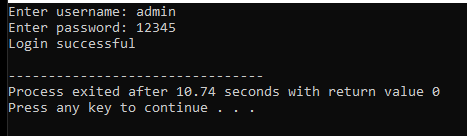 Enter username: admin
Enter password: 12345
Login successful
--------------------------------
Process exited after 10.74 seconds with return value 0
Press any key to continue . . .